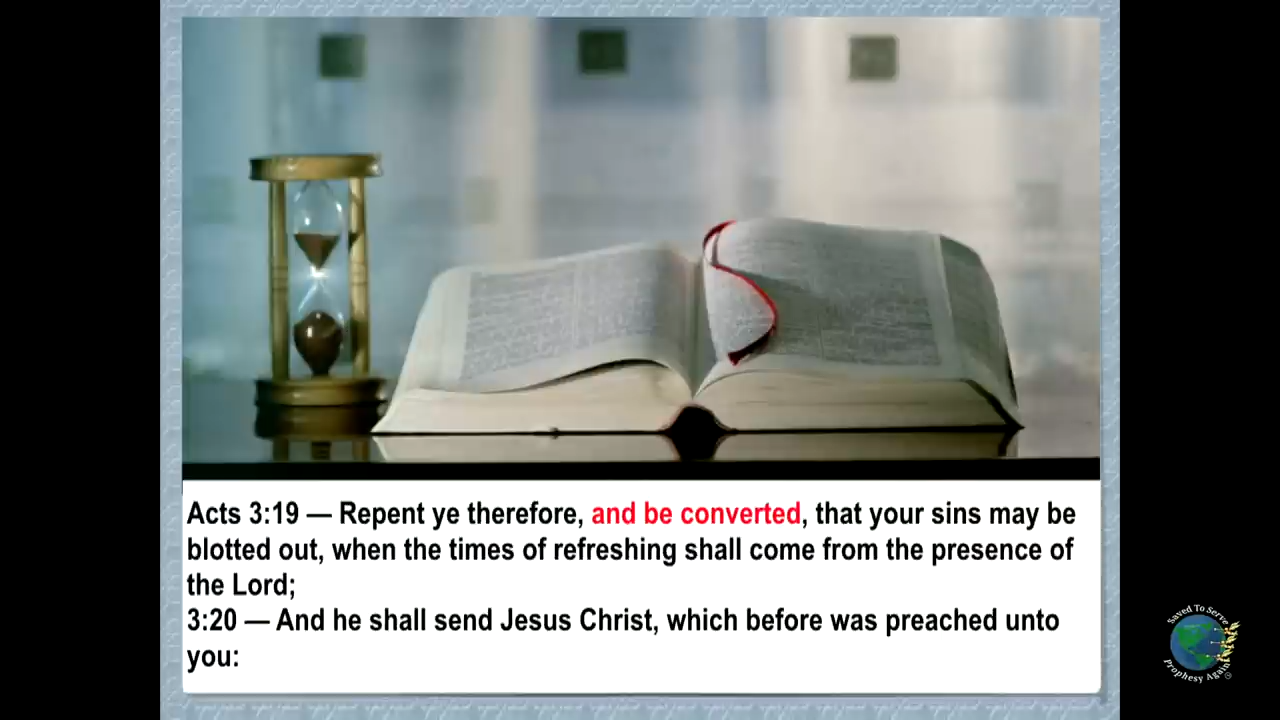 Acts 3:19 — Repent ye therefore, and be converted, that your sins may be
blotted out, when the times of refreshing shall come from the presence of
the Lord;
3:20 — And he shall send Jesus Christ, which before was preached unto
you:
Saved To Serve
Prophesy Again